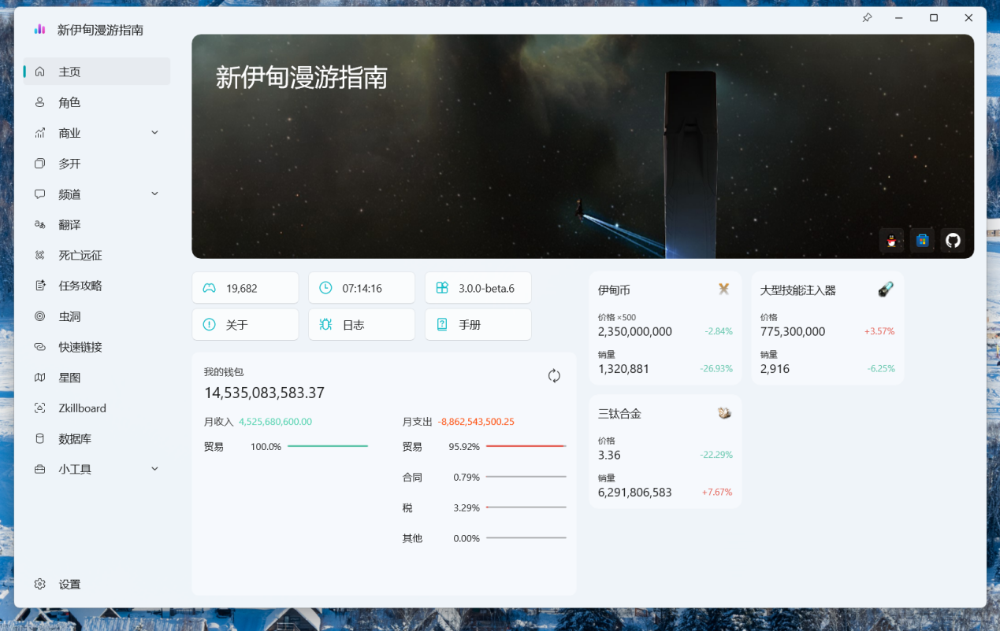 新伊甸漫游指南
主页
角色
商业
多开
频道
翻译
死亡远征
任务攻略
虫洞
快速链接
星图
Zkillboard
数据库
小工具
设置
新伊甸漫游指南
19,682
07:14:16
3.0.0-beta.6
关于
日志
手册
我的钱包
14,535,083,583.37
月收入 4,525,680,600.00
贸易 100.0%
月支出 -8,862,543,500.25
贸易 95.92%
合同 0.79%
税 3.29%
其他 0.00%
伊甸币
价格 ×500
2,350,000,000 -2.84%
销量
1,320,881 -26.93%
大型技能注入器
价格
775,300,000 +3.57%
销量
2,916 -6.25%
三钛合金
价格
3.36 -22.29%
销量
6,291,806,583 +7.67%